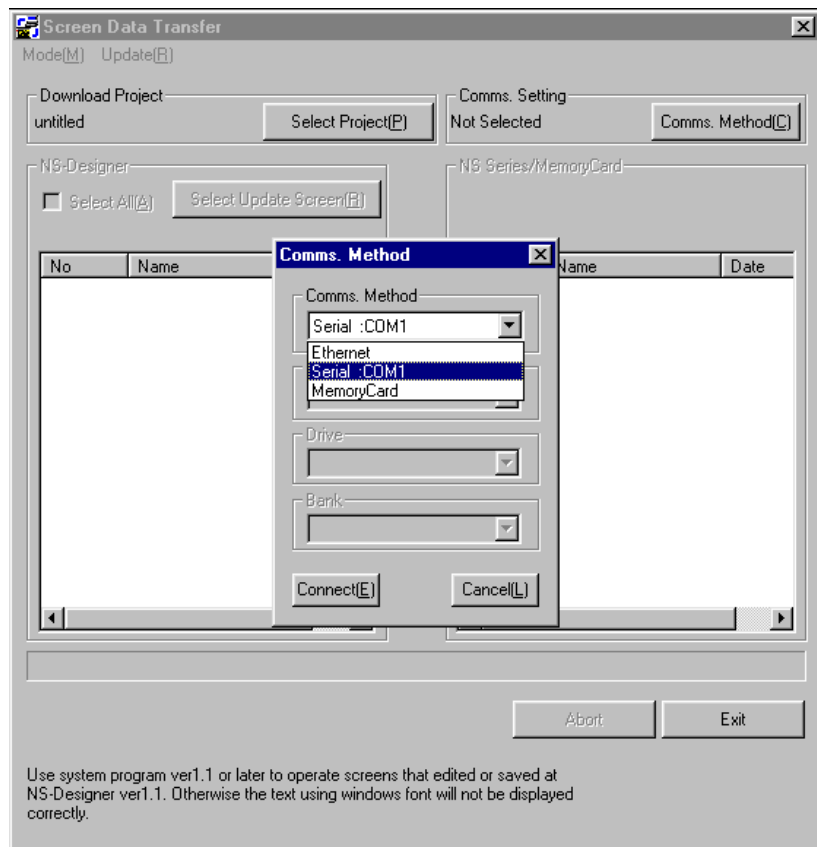 Screen Data Transfer
Mode(M) Update(R)
Download Project
untitled
Select Project(P)
Comms. Setting
Not Selected
Comms. Method(C)
NS-Designer
Select All(A)
Select Update Screen(R)
NS Series/MemoryCard
No Name
Name Date
Comms. Method
Comms. Method
Serial :COM1
Ethernet
Serial :COM1
MemoryCard
Drive
Bank
Connect(E)
Cancel(L)
Abort
Exit
Use system program ver1.1 or later to operate screens that edited or saved at
NS-Designer ver1.1. Otherwise the text using windows font will not be displayed
correctly.